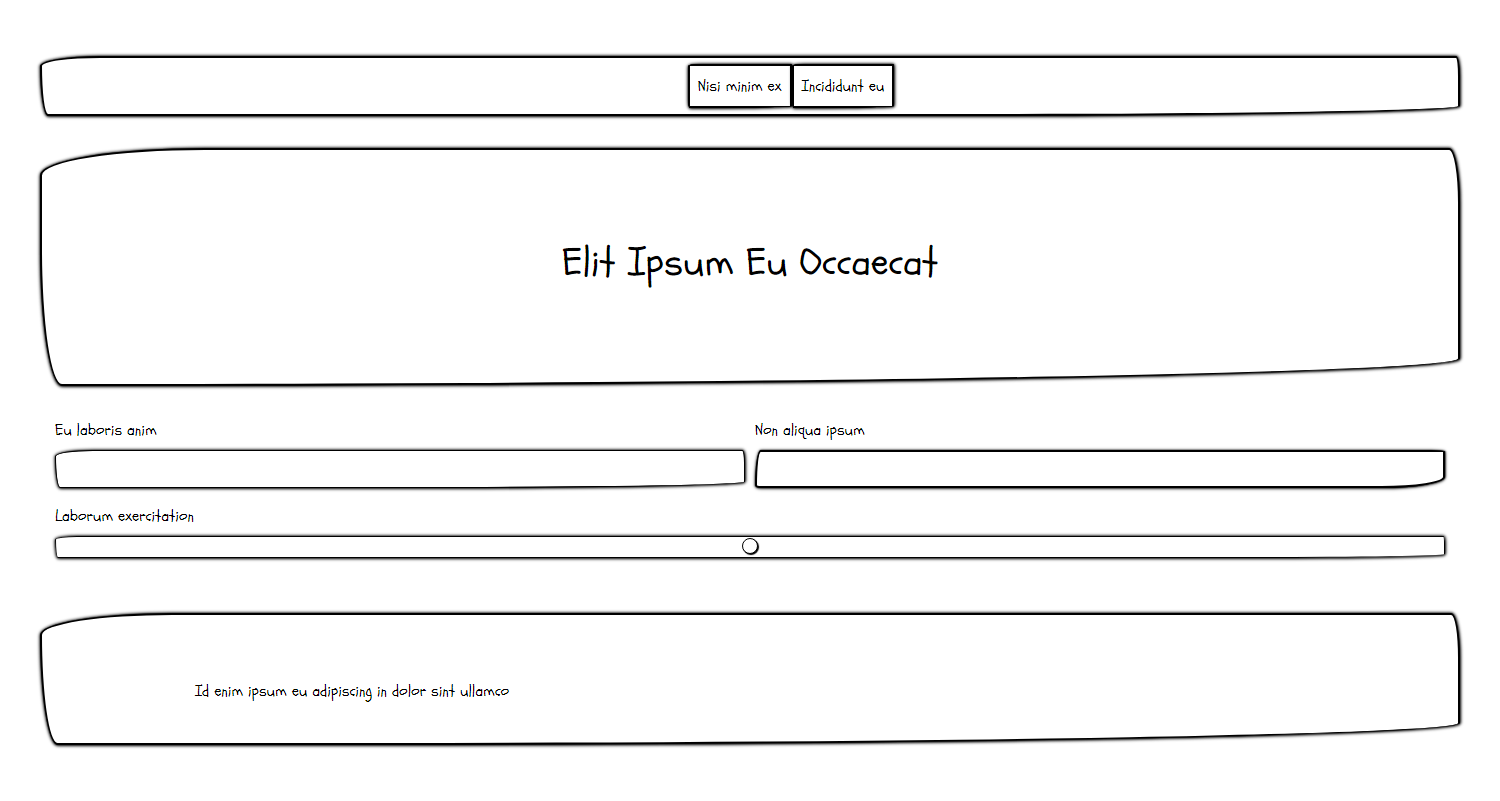 Nisi minim ex Incididunt eu
Elit Ipsum Eu Occaecat
Eu laboris anim
Non aliqua ipsum
Laborum exercitation
Id enim ipsum eu adipiscing in dolor sint ullamco